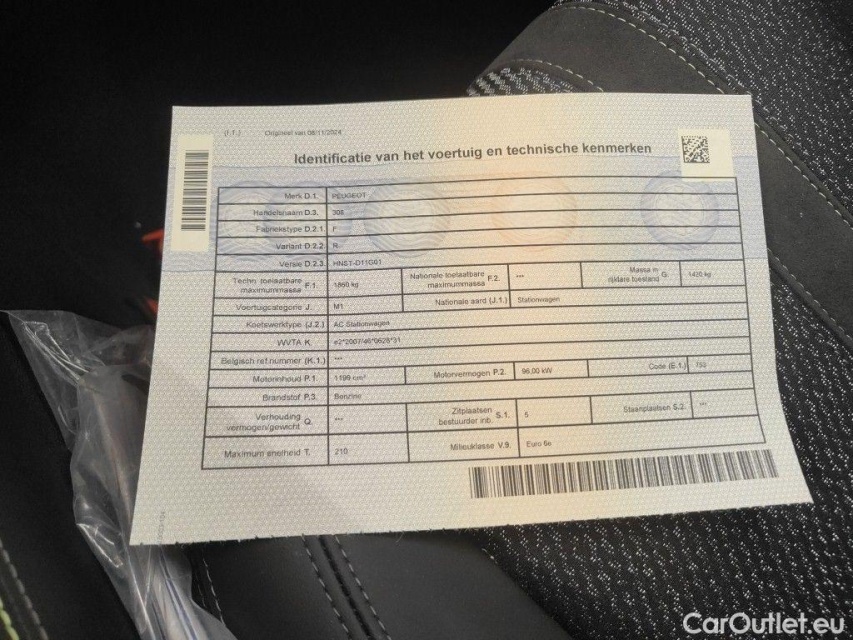 (I.1.) Origineel van 08/11/2024
Identificatie van het voertuig en technische kenmerken
Merk D.1. PEUGEOT
Handelsnaam D.3. 308
Fabriekstype D.2.1. F
Variant D.2.2. R
Versie D.2.3. HNST-D11G01
Techn. toelaatbare maximummassa F.1. 1860 kg Nationale toelaatbare maximummassa F.2. --- Massa in rijklare toestand G. 1420 kg
Voertuigcategorie J. M1 Nationale aard (J.1.) Stationwagen
Koetswerktype (J.2.) AC Stationwagen
WVTA K. e2*2007/46*0628*31
Belgisch ref.nummer (K.1.) ---
Motorinhoud P.1. 1199 cm³ Motorvermogen P.2. 96,00 kW Code (E.1.)
Brandstof P.3. Benzine
Verhouding vermogen/gewicht Q. --- Zitplaatsen bestuurder inb. S.1. 5 Staanplaatsen S.2. ---
Maximum snelheid T. 210 Milieuklasse V.9. Euro 6e
CarOutlet.eu